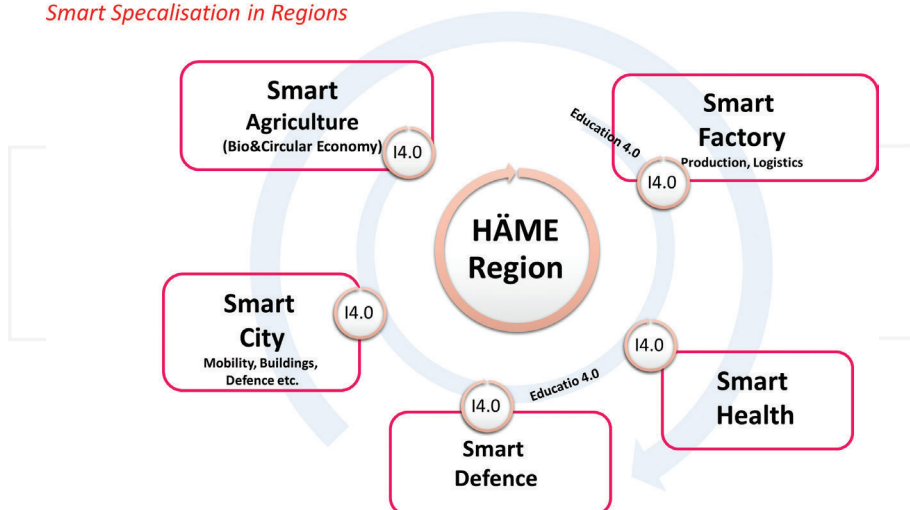 Smart Specalisation in Regions
Smart
Agriculture
(Bio&Circular Economy)
I4.0
Education 4.0
Smart
Factory
Production, Logistics
I4.0
HÄME
Region
Smart
City
Mobility, Buildings,
Defence etc.
I4.0
I4.0
Smart
Health
I4.0
Educatio 4.0
Smart
Defence